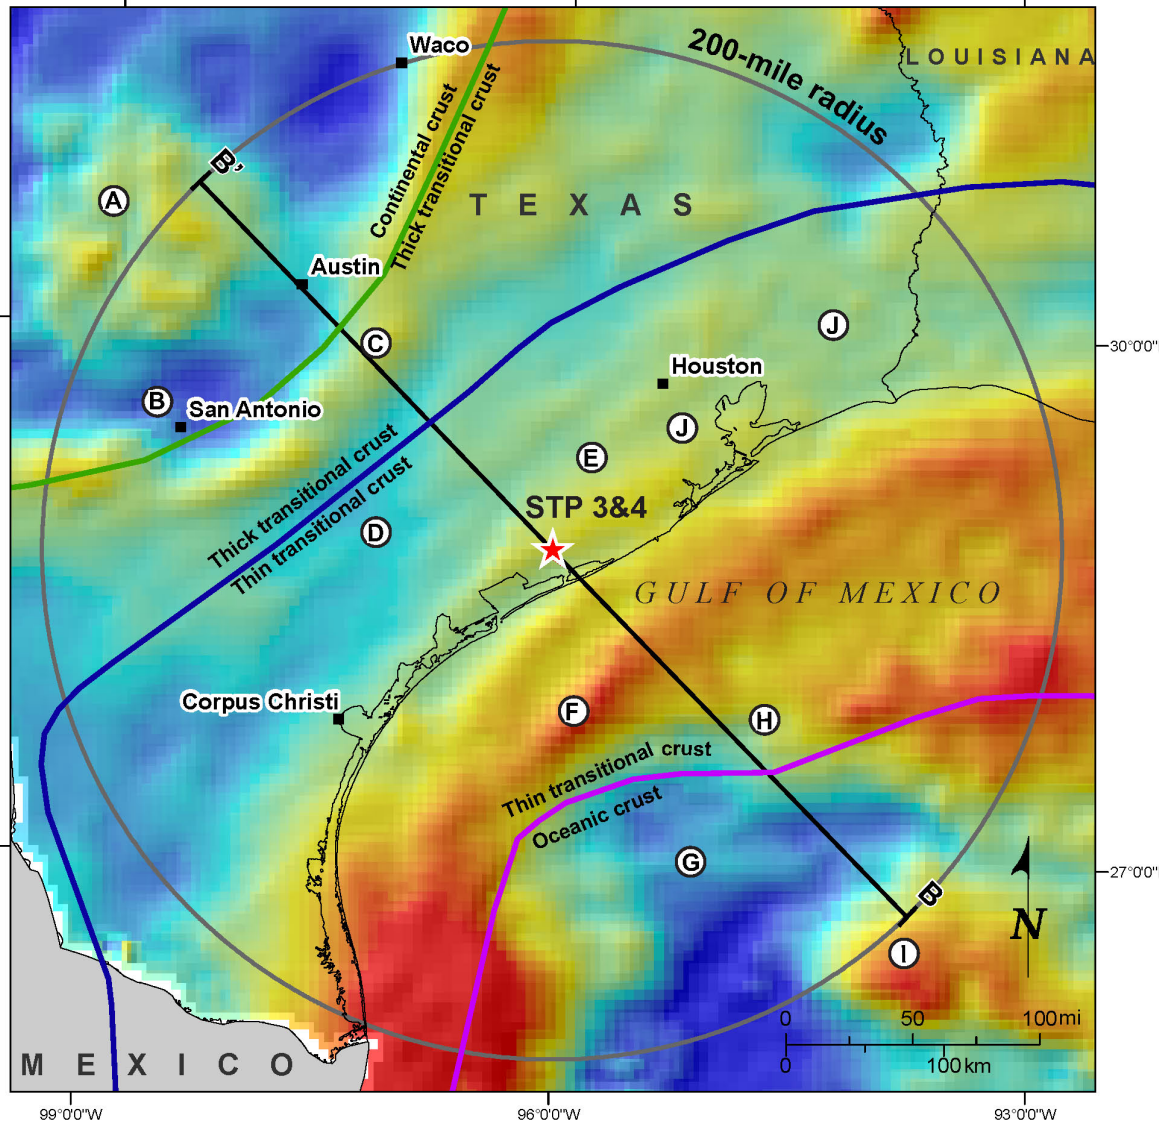 Waco
LOUISIANA
200-mile radius
B’
Continental crust
Thick transitional crust
A
TEXAS
Austin
C
J
30°0'0"
Houston
B
San Antonio
J
E
Thick transitional crust
Thin transitional crust
STP 3&4
D
GULF OF MEXICO
Corpus Christi
F
H
Thin transitional crust
Oceanic crust
G
27°0'0"
B
N
I
0 50 100mi
0 100 km
MEXICO
99°0'0"W 96°0'0"W 93°0'0"W